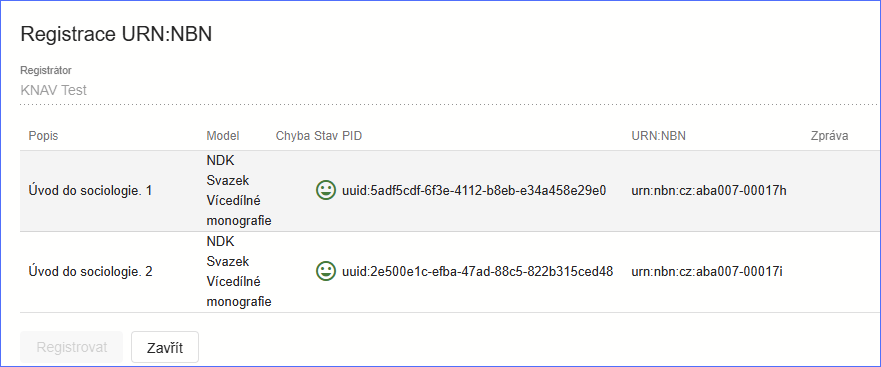 Registrace URN:NBN
Registrátor
KNAV Test
Popis Model Chyba Stav PID URN:NBN Zpráva
NDK
Svazek
Úvod do sociologie. 1 uuid:5adf5cdf-6f3e-4112-b8eb-e34a458e29e0 urn:nbn:cz:aba007-00017h
Vícedílné
monografie
NDK
Svazek
Úvod do sociologie. 2 uuid:2e500e1c-efba-47ad-88c5-822b315ced48 urn:nbn:cz:aba007-00017i
Vícedílné
monografie
Registrovat Zavřít